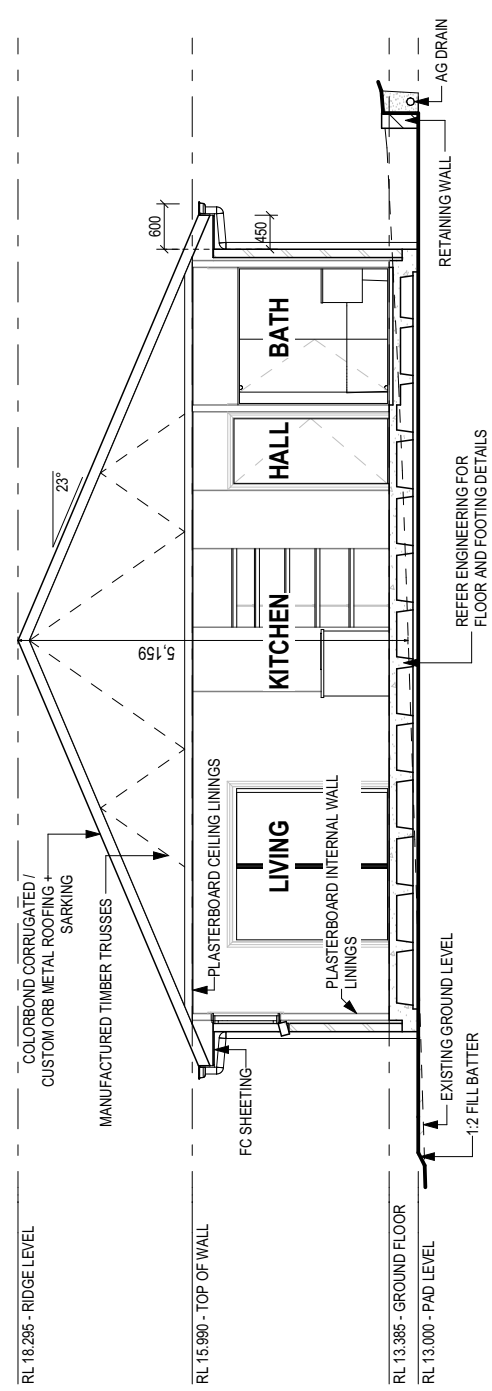 RL 18.295 - RIDGE LEVEL
RL 15.990 - TOP OF WALL
RL 13.385 - GROUND FLOOR
RL 13.000 - PAD LEVEL
COLORBOND CORRUGATED /
CUSTOM ORB METAL ROOFING +
SARKING
MANUFACTURED TIMBER TRUSSES
23°
600
450
5,159
PLASTERBOARD CEILING LININGS
FC SHEETING
LIVING
KITCHEN
HALL
BATH
PLASTERBOARD INTERNAL WALL
LININGS
EXISTING GROUND LEVEL
1:2 FILL BATTER
REFER ENGINEERING FOR
FLOOR AND FOOTING DETAILS
RETAINING WALL
AG DRAIN